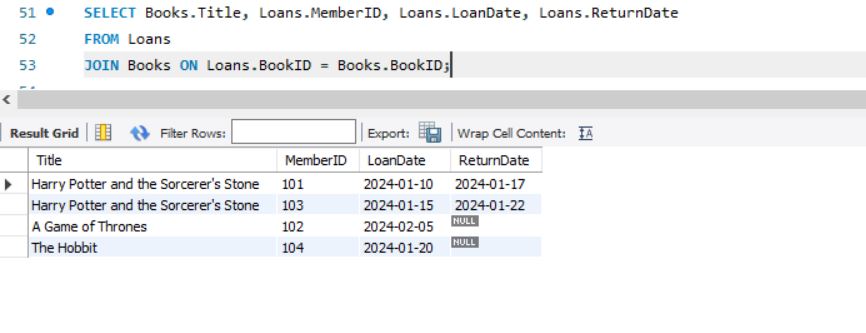 51 SELECT Books.Title, Loans.MemberID, Loans.LoanDate, Loans.ReturnDate
52 FROM Loans
53 JOIN Books ON Loans.BookID = Books.BookID;
Result Grid Filter Rows: Export: Wrap Cell Content: IA
Title MemberID LoanDate ReturnDate
Harry Potter and the Sorcerer's Stone 101 2024-01-10 2024-01-17
Harry Potter and the Sorcerer's Stone 103 2024-01-15 2024-01-22
A Game of Thrones 102 2024-02-05 NULL
The Hobbit 104 2024-01-20 NULL